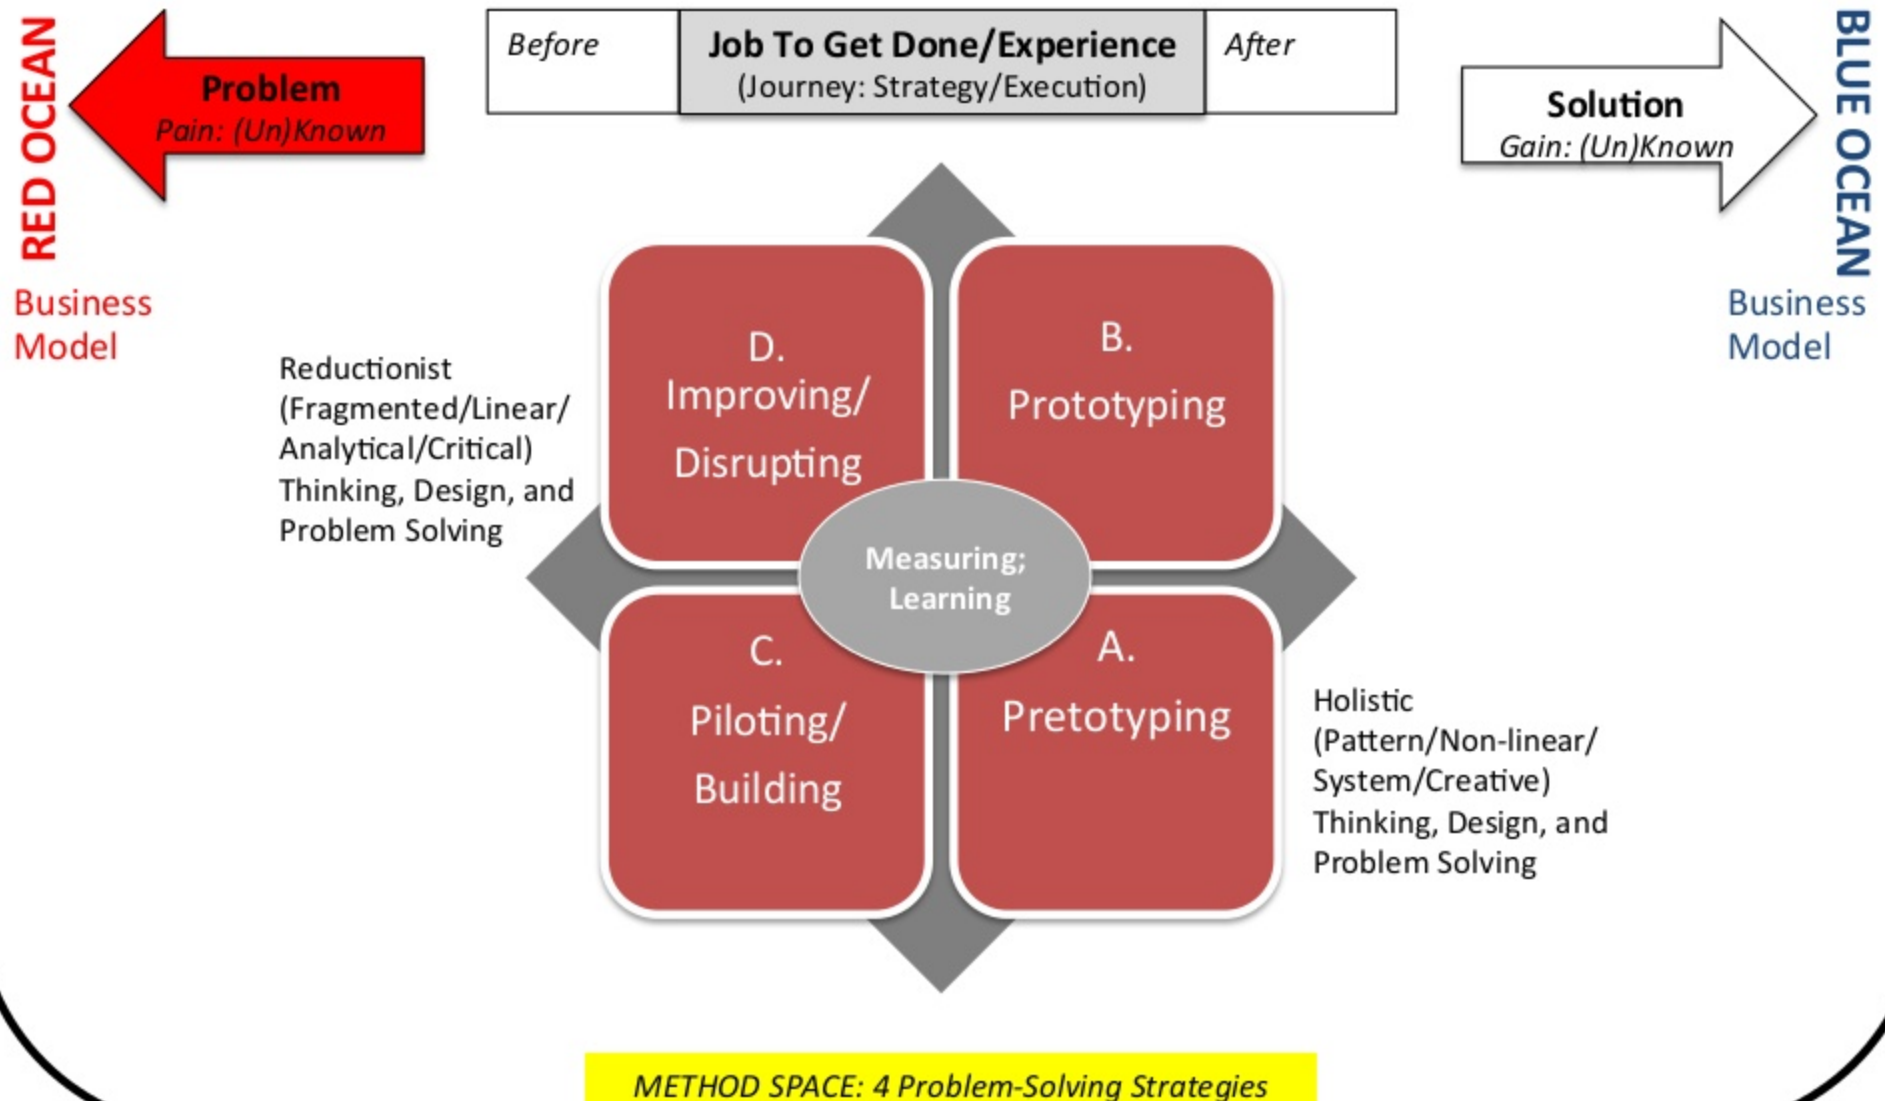 RED OCEAN
Business
Model
Problem
Pain: (Un)Known
Before
Job To Get Done/Experience
(Journey: Strategy/Execution)
After
Solution
Gain: (Un)Known
BLUE OCEAN
Business
Model
Reductionist
(Fragmented/Linear/
Analytical/Critical)
Thinking, Design, and
Problem Solving
D.
Improving/
Disrupting
B.
Prototyping
Measuring;
Learning
C.
Piloting/
Building
A.
Pretotyping
Holistic
(Pattern/Non-linear/
System/Creative)
Thinking, Design, and
Problem Solving
METHOD SPACE: 4 Problem-Solving Strategies